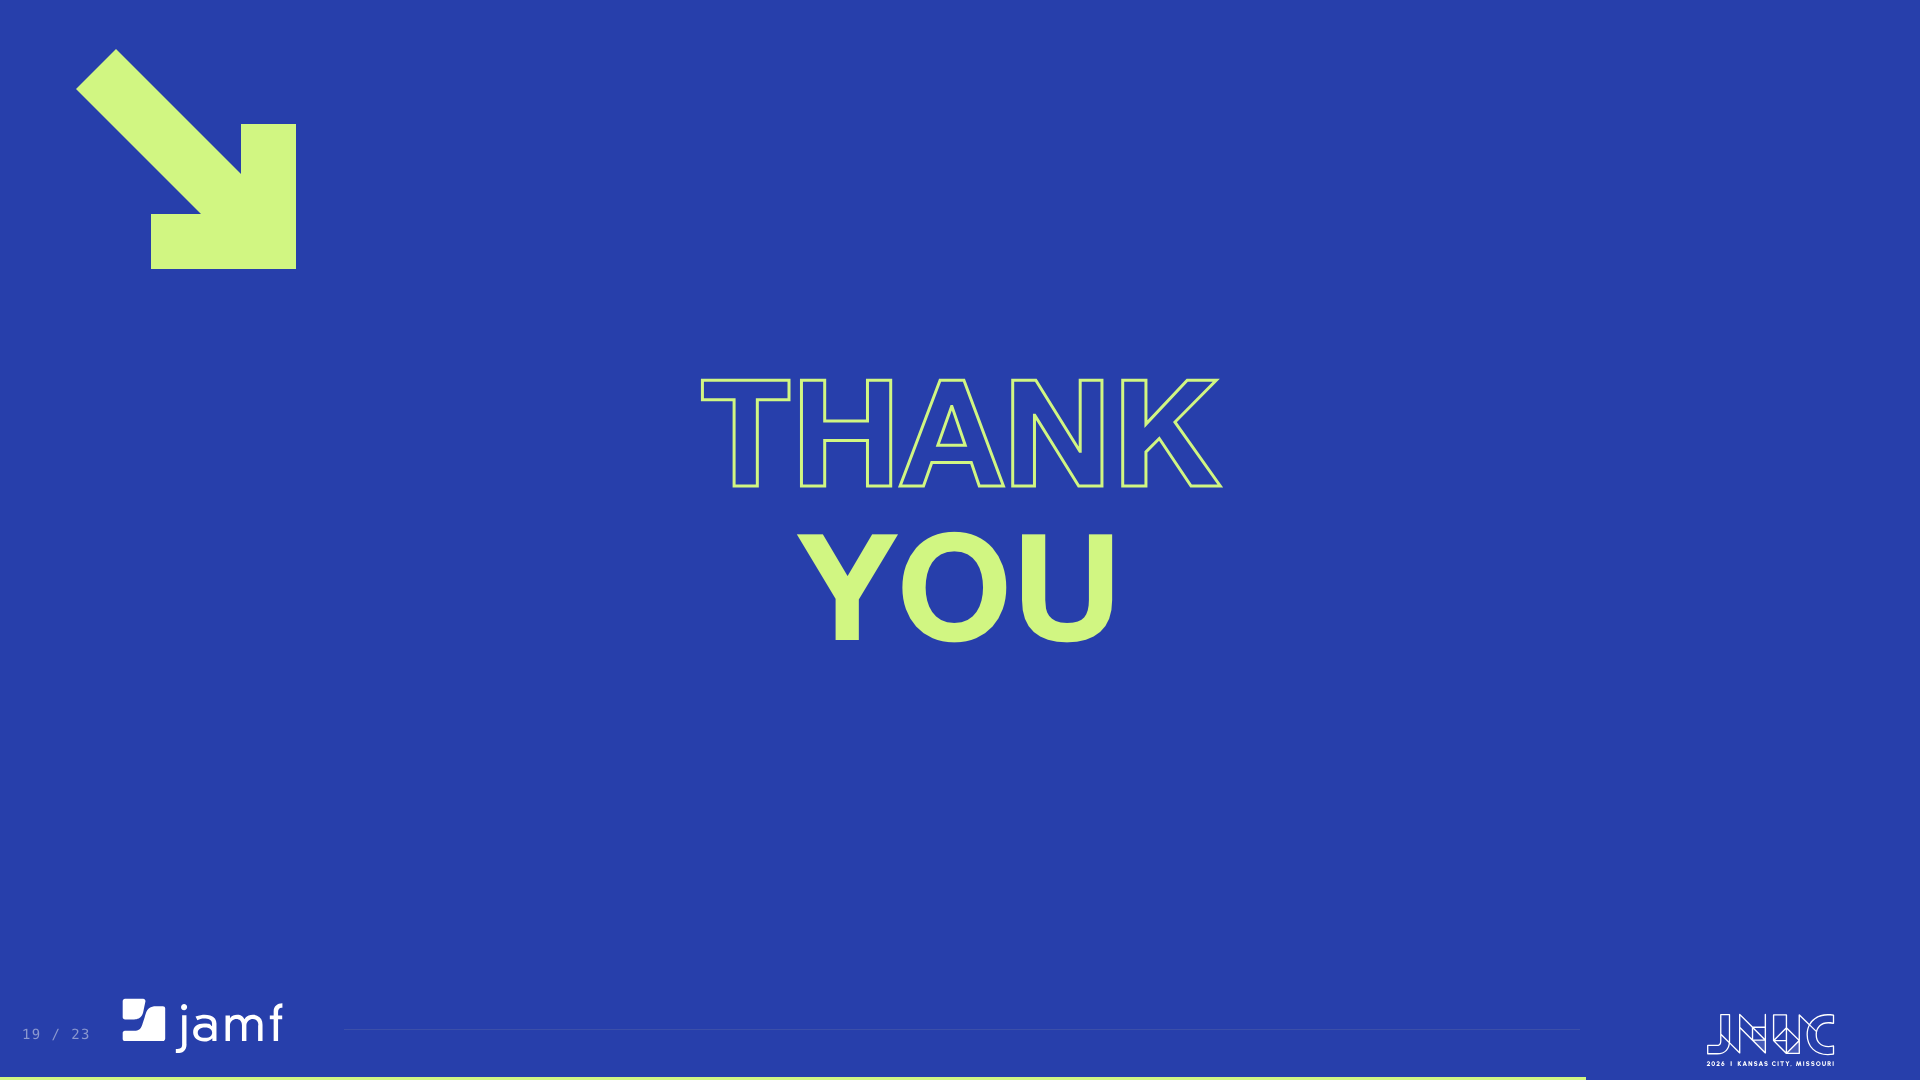 THANK
YOU
19 / 23
jamf
JNUC
2026 | KANSAS CITY, MISSOURI